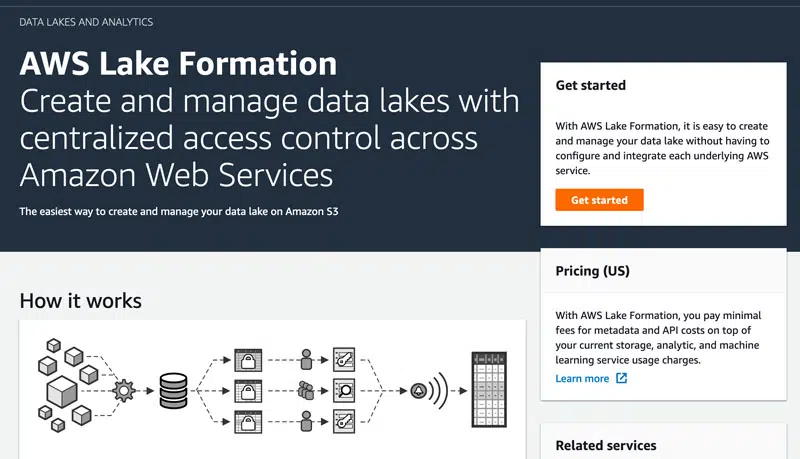 DATA LAKES AND ANALYTICS
AWS Lake Formation
Create and manage data lakes with
centralized access control across
Amazon Web Services
The easiest way to create and manage your data lake on Amazon S3
Get started
With AWS Lake Formation, it is easy to create
and manage your data lake without having to
configure and integrate each underlying AWS
service.
Get started
How it works
Pricing (US)
With AWS Lake Formation, you pay minimal
fees for metadata and API costs on top of
your current storage, analytic, and machine
learning service usage charges.
Learn more
Related services